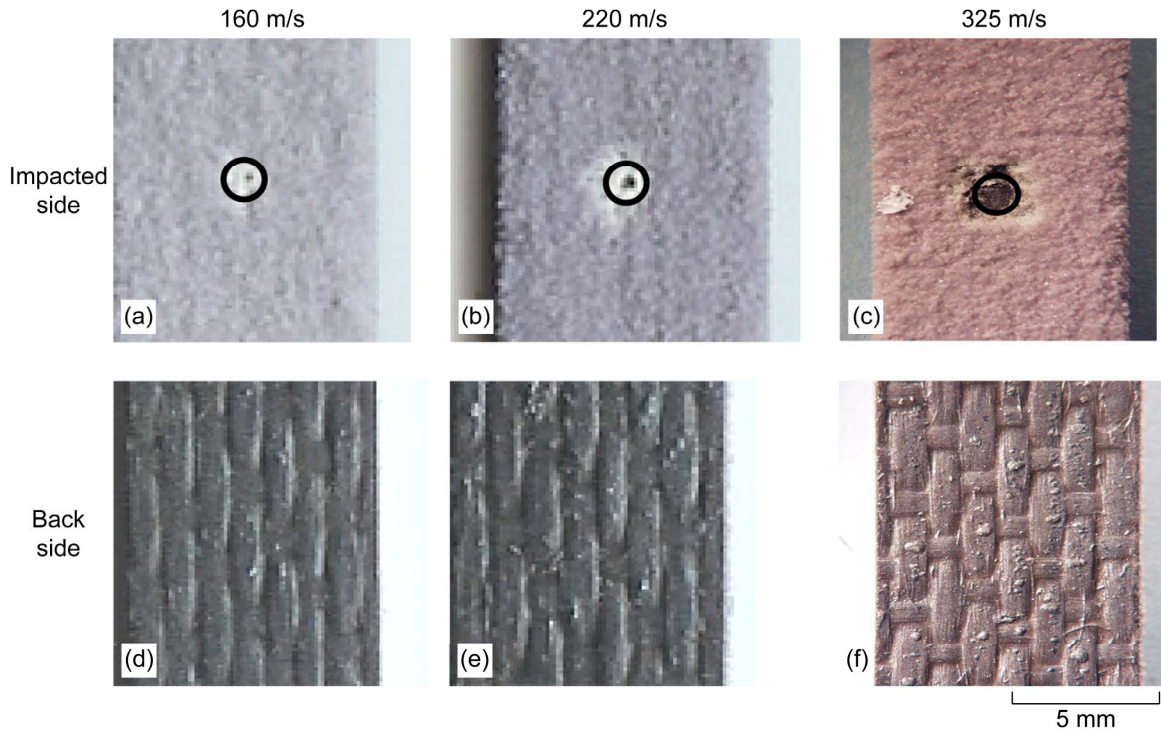 160 m/s
220 m/s
325 m/s
Impacted
side
(a)
(b)
(c)
Back
side
(d)
(e)
(f)
5 mm